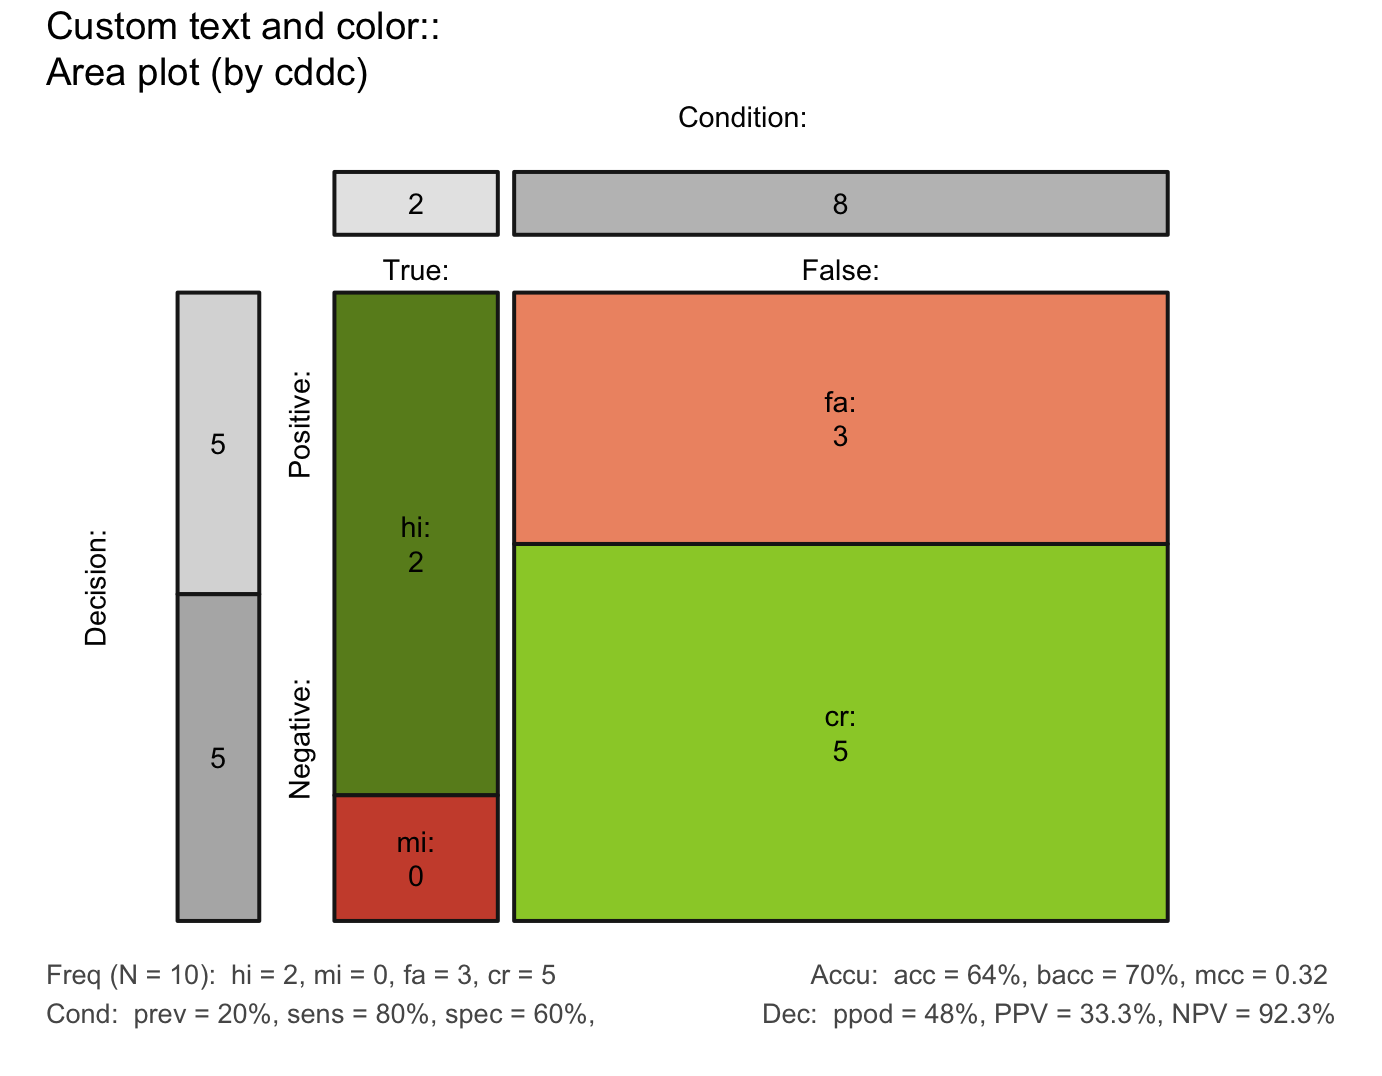 Custom text and color::
Area plot (by cddc)
Condition:
2
8
True:
False:
5
5
Decision:
Positive:
Negative:
hi:
2
mi:
0
fa:
3
cr:
5
Freq (N = 10):  hi = 2, mi = 0, fa = 3, cr = 5
Accu:  acc = 64%, bacc = 70%, mcc = 0.32
Cond:  prev = 20%, sens = 80%, spec = 60%,
Dec:  ppod = 48%, PPV = 33.3%, NPV = 92.3%